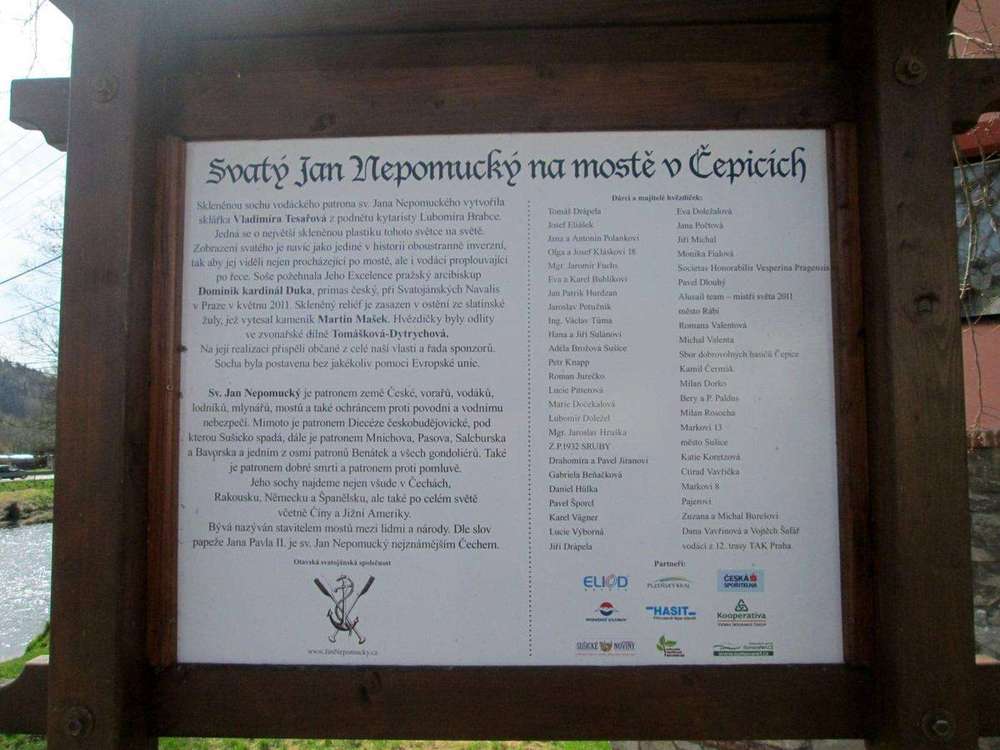 Svatý Jan Nepomucký na mostě v Čepicích
Skleněnou sochu vodáckého patrona sv. Jana Nepomuckého vytvořila
sklářka Vladimíra Tesařová z podnětu kytaristy Lubomíra Brabce.
Jedná se o největší skleněnou plastiku tohoto světce na světě.
Zobrazení svatého je navíc jako jediné v historii oboustranně inverzní,
tak aby jej viděli nejen procházející po mostě, ale i vodáci proplouvající
po řece. Soše požehnala Jeho Excelence pražský arcibiskup
Dominik kardinál Duka, primas český, při Svatojánských Navalis
v Praze v květnu 2011. Skleněný reliéf je zasazen v ostění ze slatinské
žuly, jež vytesal kameník Martin Mašek. Hvězdičky byly odlity
ve zvonařské dílně Tomášková-Dytrychová.
Na její realizaci přispěli občané z celé naší vlasti a řada sponzorů.
Socha byla postavena bez jakékoliv pomoci Evropské unie.
Sv. Jan Nepomucký je patronem země České, vorařů, vodáků,
lodníků, mlynářů, mostů a také ochráncem proti povodni a vodnímu
nebezpečí. Mimoto je patronem Diecéze českobudějovické, pod
kterou Sušicko spadá, dále je patronem Mnichova, Pasova, Salcburska
a Bavorska a jedním z osmi patronů Benátek a všech gondoliérů. Také
je patronem dobré smrti a patronem proti pomluvě.
Jeho sochy najdeme nejen všude v Čechách,
Rakousku, Německu a Španělsku, ale také po celém světě
včetně Číny a Jižní Ameriky.
Bývá nazýván stavitelem mostů mezi lidmi a národy. Dle slov
papeže Jana Pavla II. je sv. Jan Nepomucký nejznámějším Čechem.
Otavská svatojánská společnost
www.JanNepomucky.cz
Dárci a majitelé hvězdiček:
Tomáš Drápela
Josef Eliášek
Jana a Antonín Polankovi
Olga a Josef Kláskovi 18
Mgr. Jaromír Fuchs
Eva a Karel Bublíkovi
Jan Patrik Hurdzan
Jaroslav Potužník
Ing. Václav Tůma
Hana a Jiří Sulánovi
Adéla Brožová Sušice
Petr Knapp
Roman Jurečko
Lucie Pitterová
Marie Dočekalová
Lubomír Doležel
Mgr. Jaroslav Hruška
Z.P.1932 SRUBY
Drahomíra a Pavel Jiranovi
Gabriela Beňačková
Daniel Hůlka
Pavel Šporcl
Karel Vágner
Lucie Výborná
Jiří Drápela
Eva Doležalová
Jana Počtová
Jiří Michal
Monika Fialová
Societas Honorabilis Vesperina Pragensis
Pavel Dlouhý
Alusail team – mistři světa 2011
město Rábí
Romana Valentová
Michal Valenta
Sbor dobrovolných hasičů Čepice
Kamil Čermák
Milan Dorko
Bery a P. Paldus
Milan Rosocha
Markovi 13
město Sušice
Katie Koretzová
Ctirad Vavřička
Markovi 8
Pajerovi
Zuzana a Michal Burešovi
Dana Vavřinová a Vojtěch Šafář
vodáci z 12. trasy TAK Praha
Partneři:
ELIOD
PLZEŇSKÝ KRAJ
ČESKÁ
SPOŘITELNA
HASIT
Kooperativa
VIENNA INSURANCE GROUP
SUŠICKÉ NOVINY